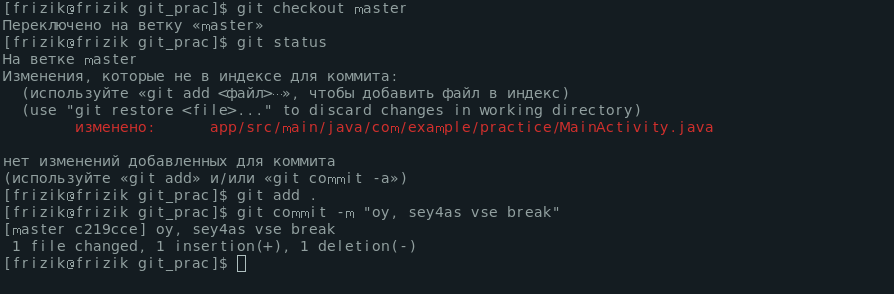 [frizik@frizik git_prac]$ git checkout master
Переключено на ветку «master»
[frizik@frizik git_prac]$ git status
На ветке master
Изменения, которые не в индексе для коммита:
  (используйте «git add <файл>…», чтобы добавить файл в индекс)
  (use "git restore <file>..." to discard changes in working directory)
        изменено:      app/src/main/java/com/example/practice/MainActivity.java

нет изменений добавленных для коммита
(используйте «git add» и/или «git commit -a»)
[frizik@frizik git_prac]$ git add .
[frizik@frizik git_prac]$ git commit -m "oy, sey4as vse break"
[master c219cce] oy, sey4as vse break
 1 file changed, 1 insertion(+), 1 deletion(-)
[frizik@frizik git_prac]$